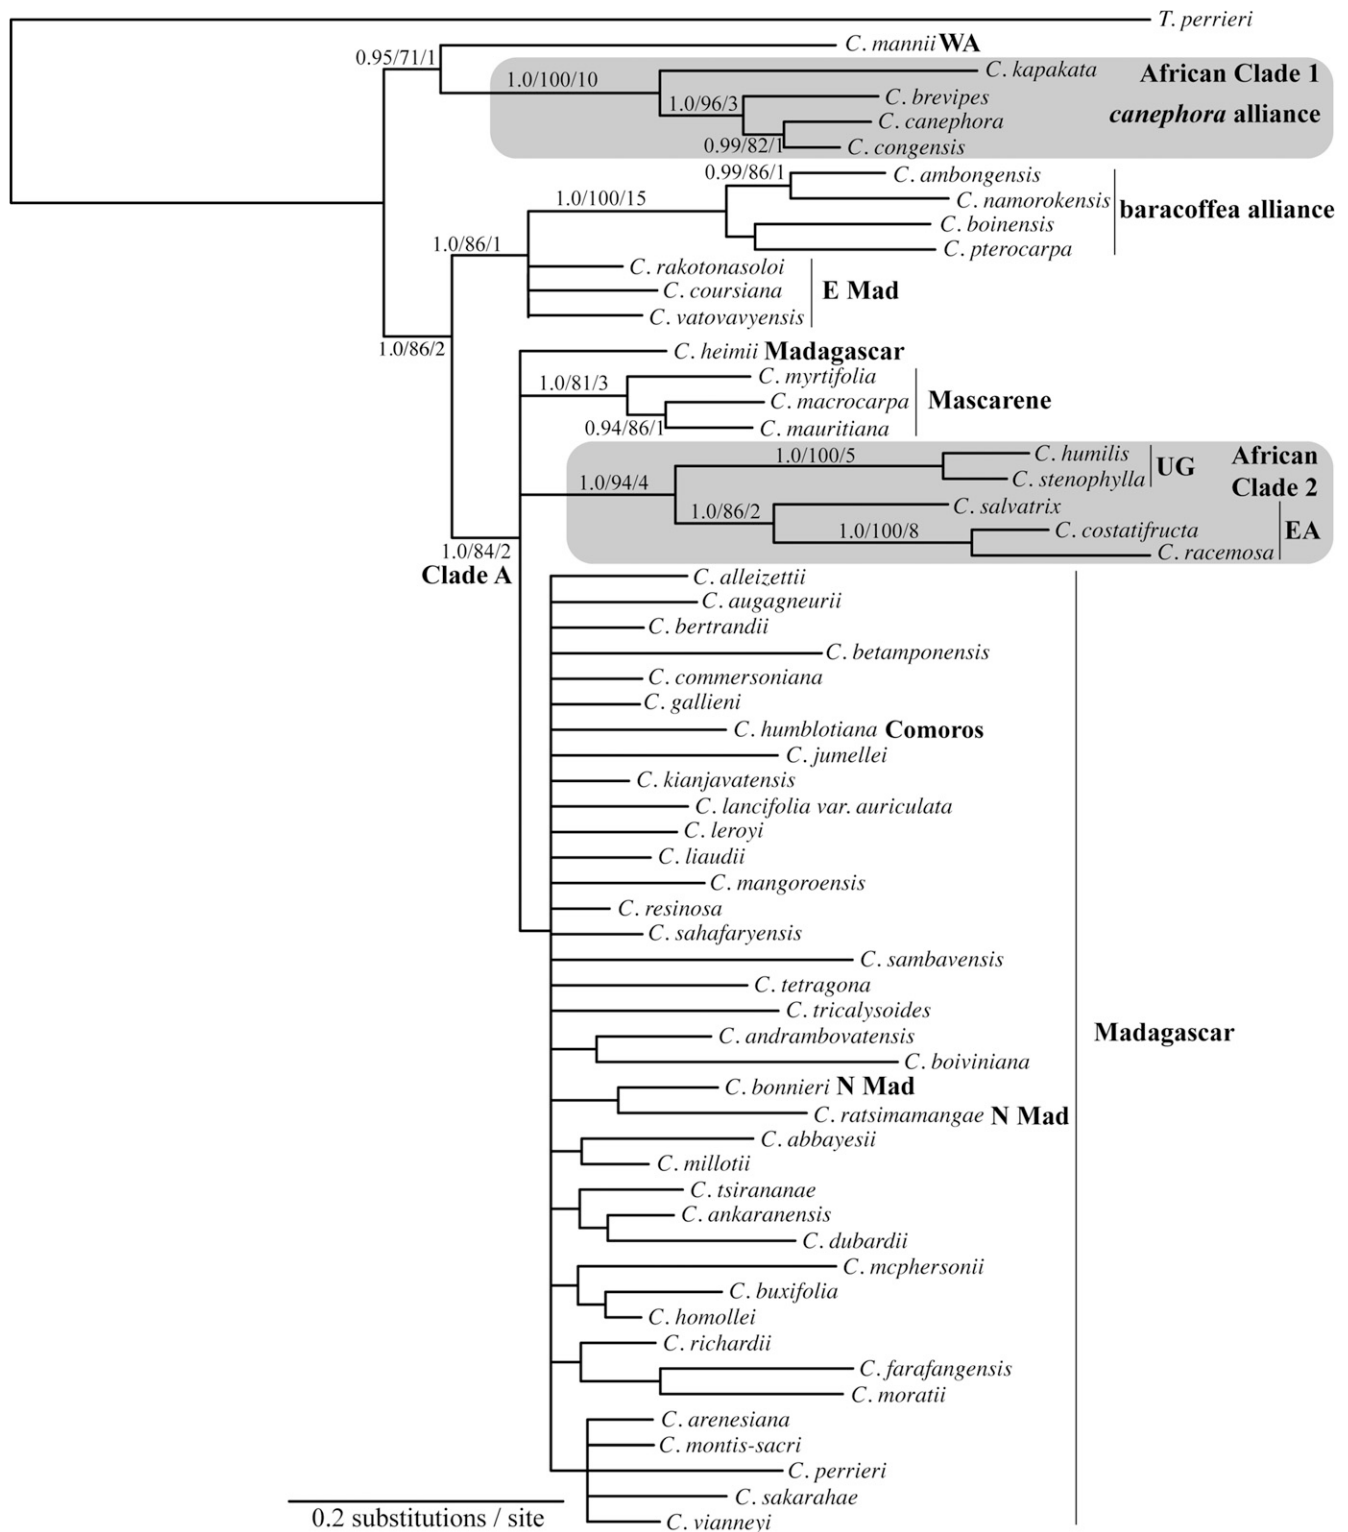 T. perrieri
0.95/71/1
C. mannii WA
1.0/100/10
C. kapakata
African Clade 1
1.0/96/3
C. brevipes
canephora alliance
C. canephora
0.99/82/1
C. congensis
0.99/86/1
C. ambongensis
1.0/100/15
C. namorokensis
baracoffea alliance
C. boinensis
1.0/86/1
C. pterocarpa
C. rakotonasoloi
C. coursiana
E Mad
C. vatovavyensis
1.0/86/2
C. heimii Madagascar
1.0/81/3
C. myrtifolia
C. macrocarpa
Mascarene
0.94/86/1
C. mauritiana
1.0/100/5
C. humilis
African
UG
Clade 2
1.0/94/4
C. stenophylla
1.0/86/2
C. salvatrix
1.0/100/8
C. costatifructa
EA
C. racemosa
1.0/84/2
Clade A
C. alleizettii
C. augagneurii
C. bertrandii
C. betamponensis
C. commersoniana
C. gallieni
C. humblotiana Comoros
C. jumellei
C. kianjavatensis
C. lancifolia var. auriculata
C. leroyi
C. liaudii
C. mangoroensis
C. resinosa
C. sahafaryensis
C. sambavensis
C. tetragona
C. tricalysoides
C. andrambovatensis
Madagascar
C. boiviniana
C. bonnieri N Mad
C. ratsimamangae N Mad
C. abbayesii
C. millotii
C. tsirananae
C. ankaranensis
C. dubardii
C. mcphersonii
C. buxifolia
C. homollei
C. richardii
C. farafangensis
C. moratii
C. arenesiana
C. montis-sacri
C. perrieri
C. sakarahae
C. vianneyi
0.2 substitutions / site